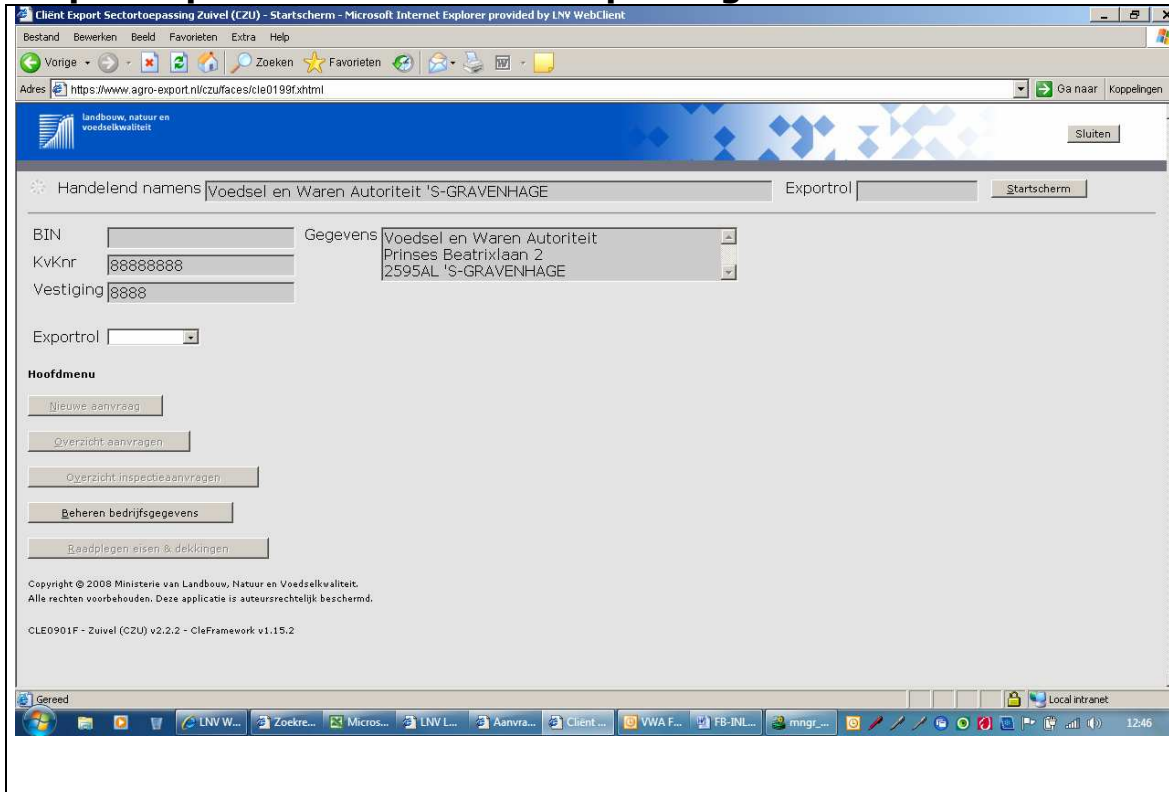 Cliënt Export Sectortoepassing Zuivel (CZU) - Startscherm - Microsoft Internet Explorer provided by LNV WebClient
Bestand Bewerken Beeld Favorieten Extra Help
Vorige Zoeken Favorieten
Adres https://www.agro-export.nl/czu/faces/cle0199f.xhtml Ga naar Koppelingen
landbouw, natuur en
voedselkwaliteit
Sluiten
Handelend namens Voedsel en Waren Autoriteit 'S-GRAVENHAGE Exportrol Startscherm
BIN Gegevens Voedsel en Waren Autoriteit
Prinses Beatrixlaan 2
KvKnr 88888888 2595AL 'S-GRAVENHAGE
Vestiging 8888
Exportrol
Hoofdmenu
Nieuwe aanvraag
Overzicht aanvragen
Overzicht inspectieaanvragen
Beheren bedrijfsgegevens
Raadplegen eisen & dekkingen
Copyright © 2008 Ministerie van Landbouw, Natuur en Voedselkwaliteit.
Alle rechten voorbehouden. Deze applicatie is auteursrechtelijk beschermd.
CLE0901F - Zuivel (CZU) v2.2.2 - CleFramework v1.15.2
Gereed Local intranet
LNV W... Zoekre... Micros... LNV L... Aanvra... Cliënt ... VWA F... FB-INL... mngr_... 12:46